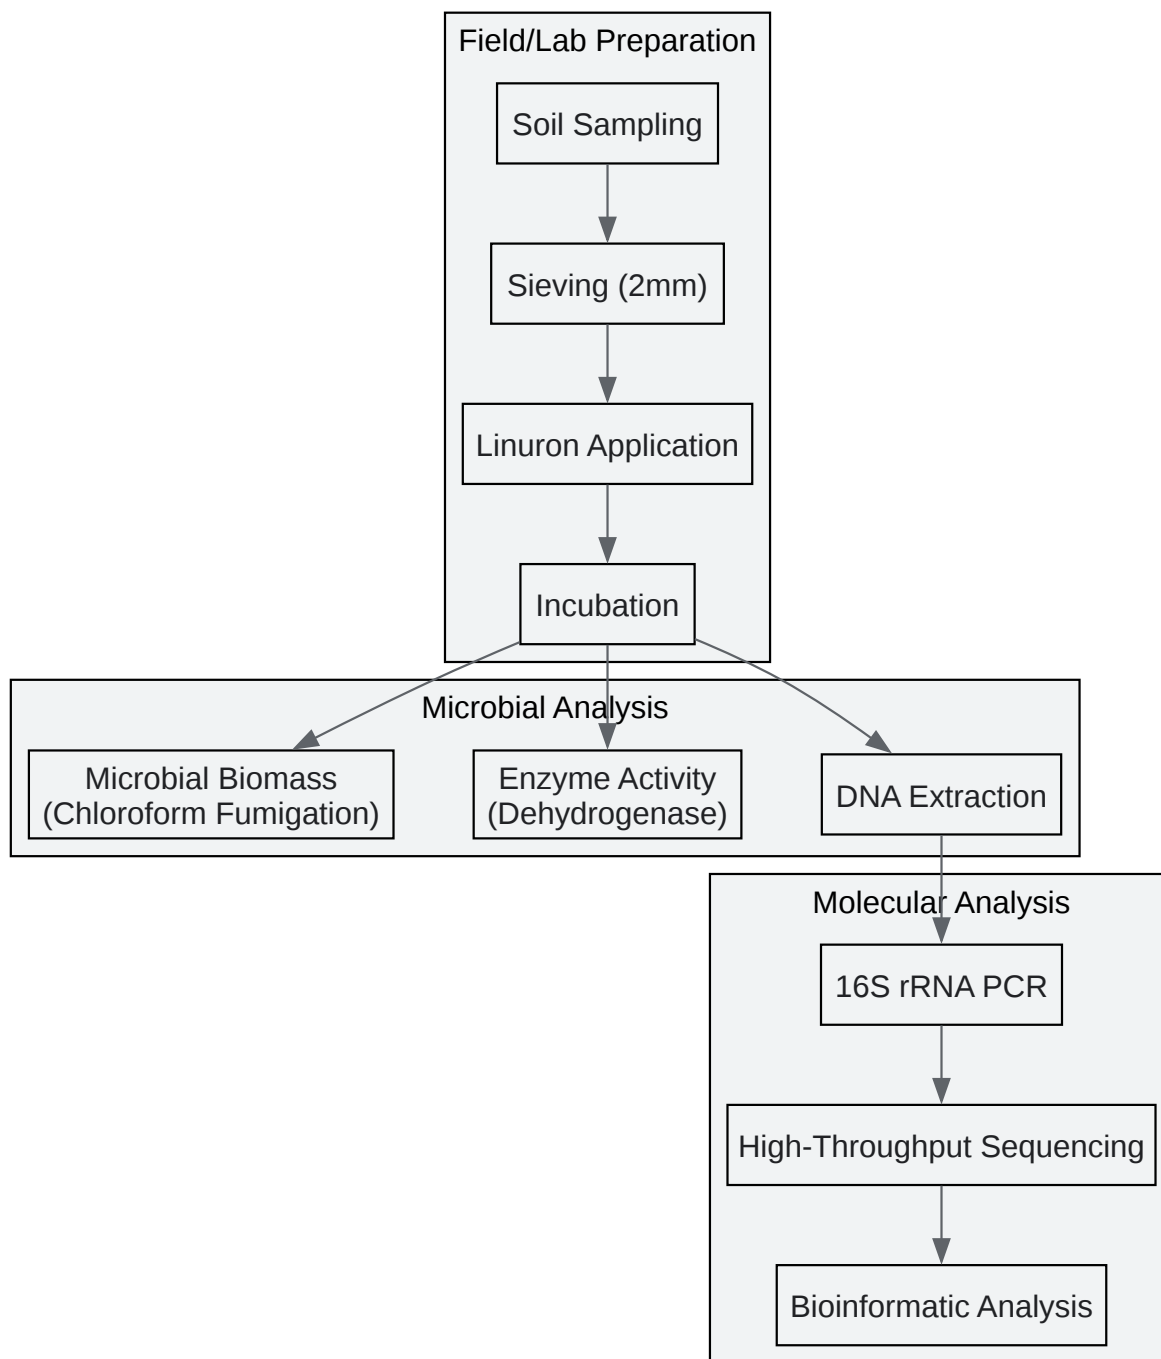 Field/Lab Preparation
Soil Sampling
Sieving (2mm)
Linuron Application
Incubation
Microbial Analysis
Microbial Biomass
(Chloroform Fumigation)
Enzyme Activity
(Dehydrogenase)
DNA Extraction
Molecular Analysis
16S rRNA PCR
High-Throughput Sequencing
Bioinformatic Analysis